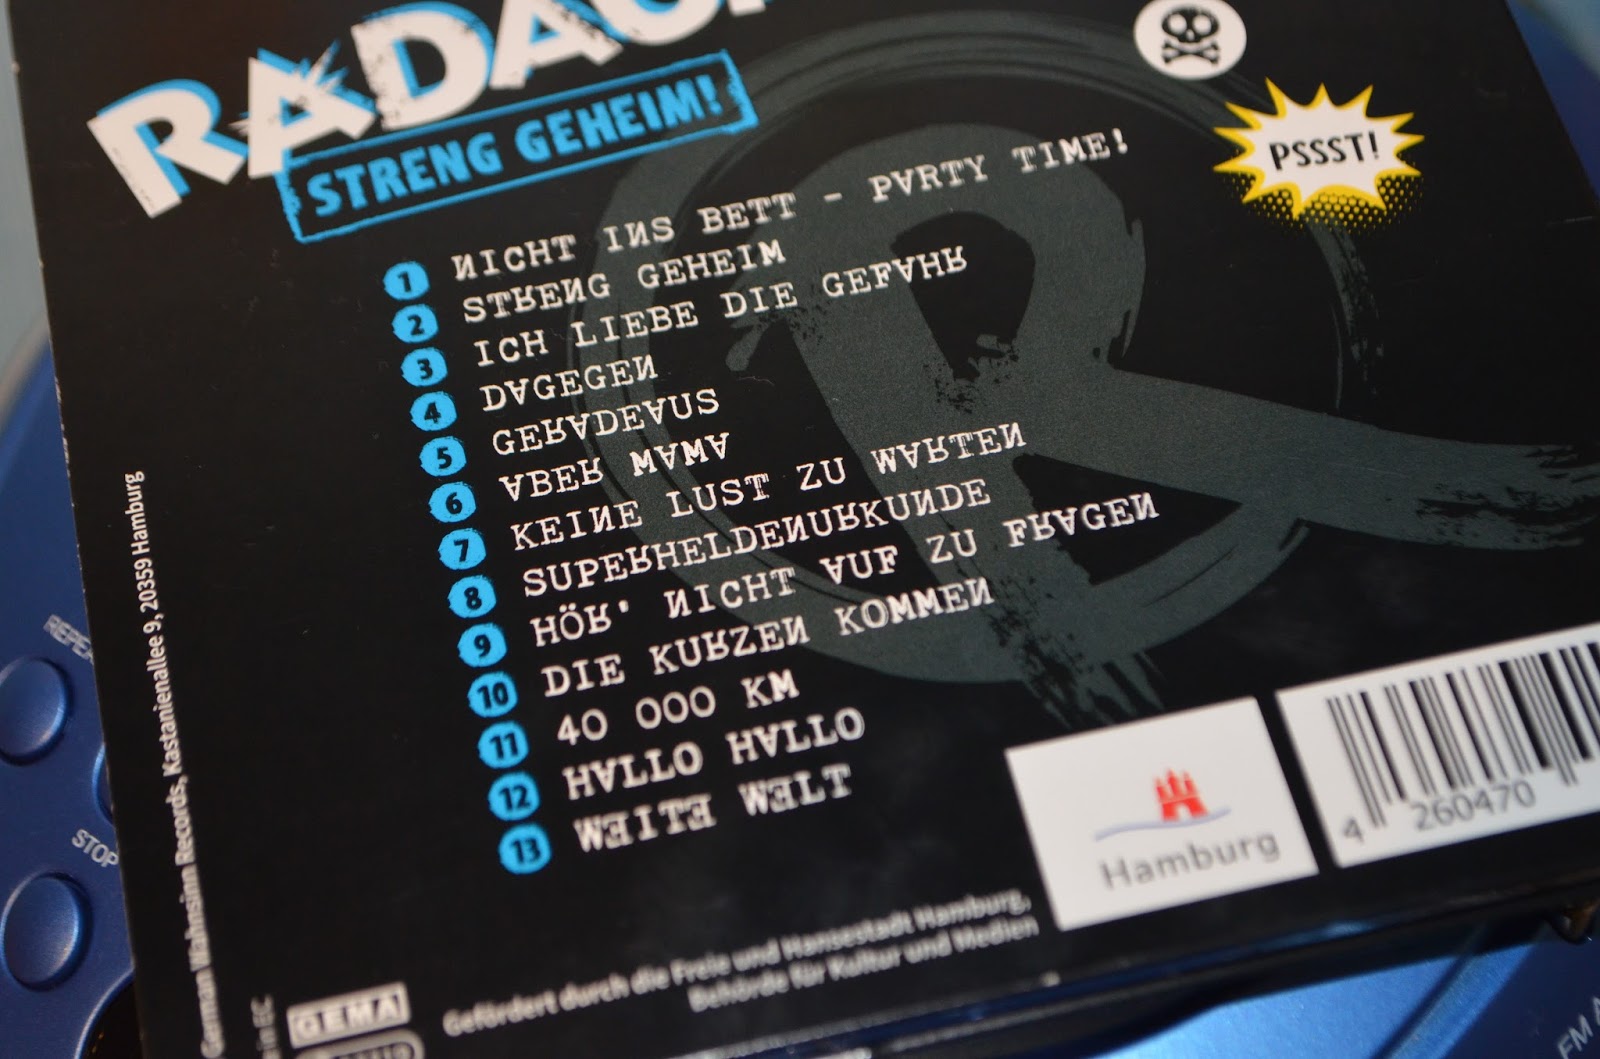 RADAU!
STRENG GEHEIM!
PSSST!
1 NICHT INS BETT - PARTY TIME!
2 STRENG GEHEIM
3 ICH LIEBE DIE GEFAHR
4 DAGEGEN
5 GERADEAUS
6 ABER MAMA
7 KEINE LUST ZU WARTEN
8 SUPERHELDENURKUNDE
9 HÖR' NICHT AUF ZU FRAGEN
10 DIE KURZEN KOMMEN
11 40 000 KM
12 HALLO HALLO
13 WEITE WELT
German Wahnsinn Records, Kastanienallee 9, 20359 Hamburg
in EC
GEMA
Gefördert durch die Freie und Hansestadt Hamburg,
Behörde für Kultur und Medien
Hamburg
4 260470
REPEA
STOP
FM